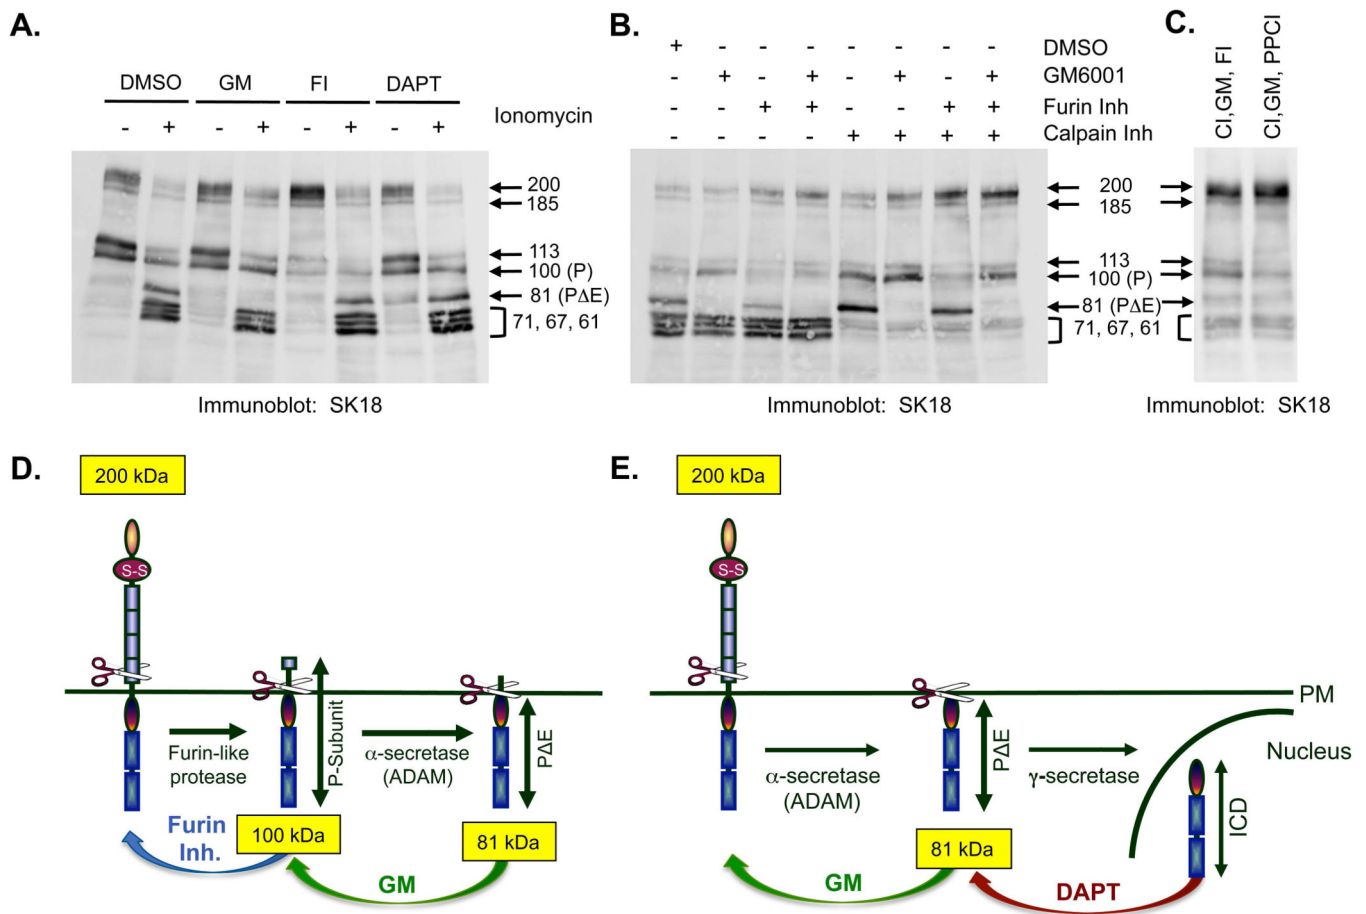 A.
DMSO GM FI DAPT
- + - + - + - + Ionomycin
200
185
113
100 (P)
81 (PΔE)
71, 67, 61
Immunoblot: SK18
B.
+ - - - - - - - DMSO
- + - + - + - + GM6001
- - + + - - + + Furin Inh
- - - - + + + + Calpain Inh
200
185
113
100 (P)
81 (PΔE)
71, 67, 61
Immunoblot: SK18
C.
CI,GM, FI
CI,GM, PPCI
Immunoblot: SK18
D.
200 kDa
S-S
Furin-like
protease
P-Subunit
α-secretase
(ADAM)
PΔE
Furin
Inh.
100 kDa
81 kDa
GM
E.
200 kDa
S-S
PM
Nucleus
α-secretase
(ADAM)
PΔE
γ-secretase
ICD
81 kDa
GM
DAPT